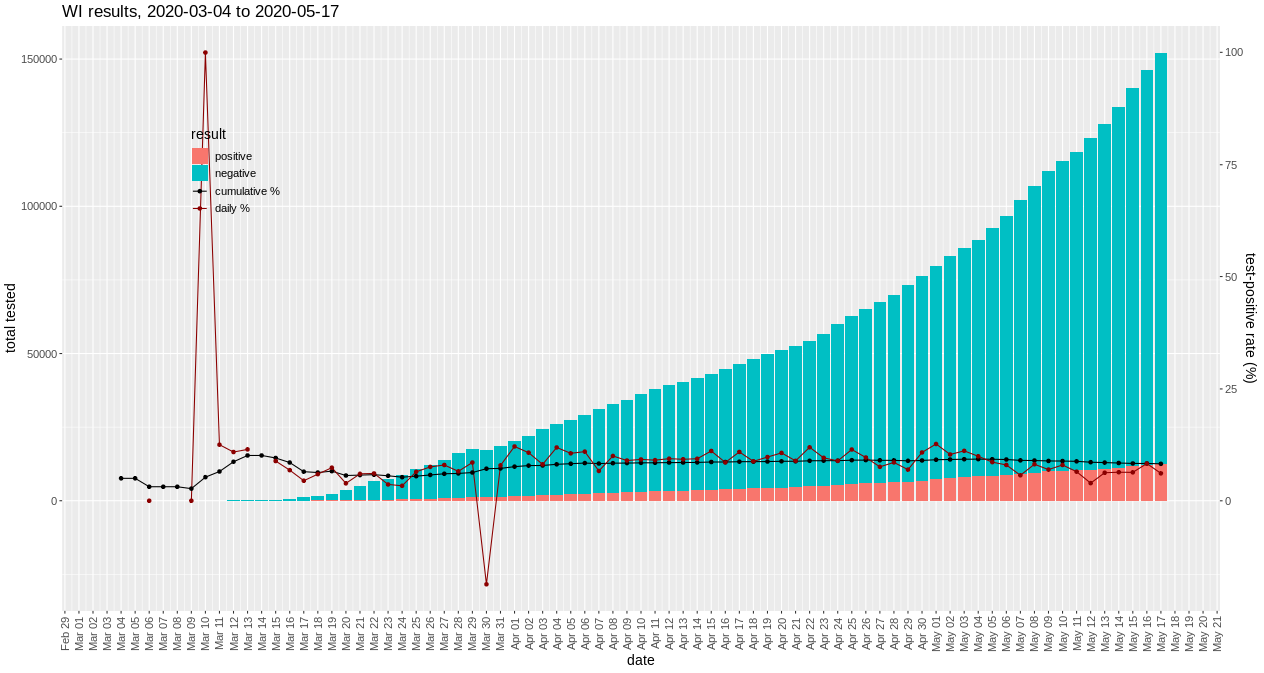 WI results, 2020-03-04 to 2020-05-17
total tested
150000
100000
50000
0
result
positive
negative
cumulative %
daily %
100
75
50
25
0
test-positive rate (%)
Feb 29
Mar 01
Mar 02
Mar 03
Mar 04
Mar 05
Mar 06
Mar 07
Mar 08
Mar 09
Mar 10
Mar 11
Mar 12
Mar 13
Mar 14
Mar 15
Mar 16
Mar 17
Mar 18
Mar 19
Mar 20
Mar 21
Mar 22
Mar 23
Mar 24
Mar 25
Mar 26
Mar 27
Mar 28
Mar 29
Mar 30
Mar 31
Apr 01
Apr 02
Apr 03
Apr 04
Apr 05
Apr 06
Apr 07
Apr 08
Apr 09
Apr 10
Apr 11
Apr 12
Apr 13
Apr 14
Apr 15
Apr 16
Apr 17
Apr 18
Apr 19
Apr 20
Apr 21
Apr 22
Apr 23
Apr 24
Apr 25
Apr 26
Apr 27
Apr 28
Apr 29
Apr 30
May 01
May 02
May 03
May 04
May 05
May 06
May 07
May 08
May 09
May 10
May 11
May 12
May 13
May 14
May 15
May 16
May 17
May 18
May 19
May 20
May 21
date